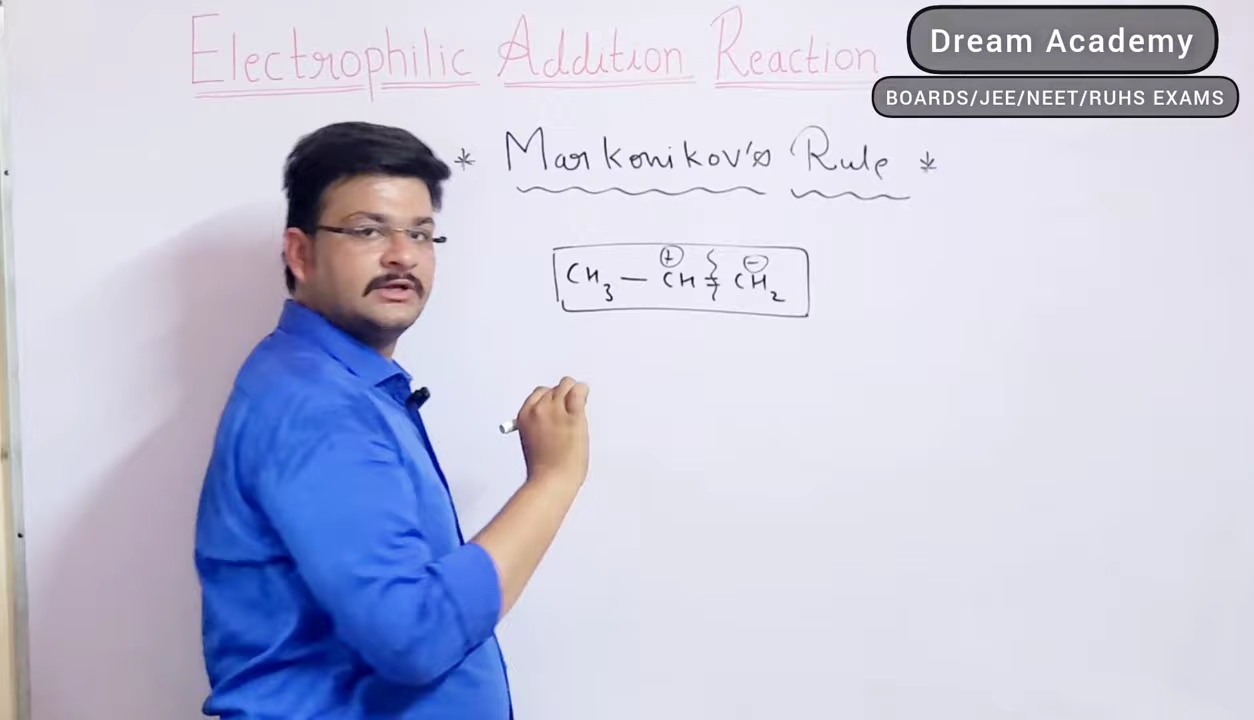 Electrophilic Addition Reaction
Dream Academy
BOARDS/JEE/NEET/RUHS EXAMS
* Markonikov's Rule *
⊕ ⊖
CH3 — CH = CH2